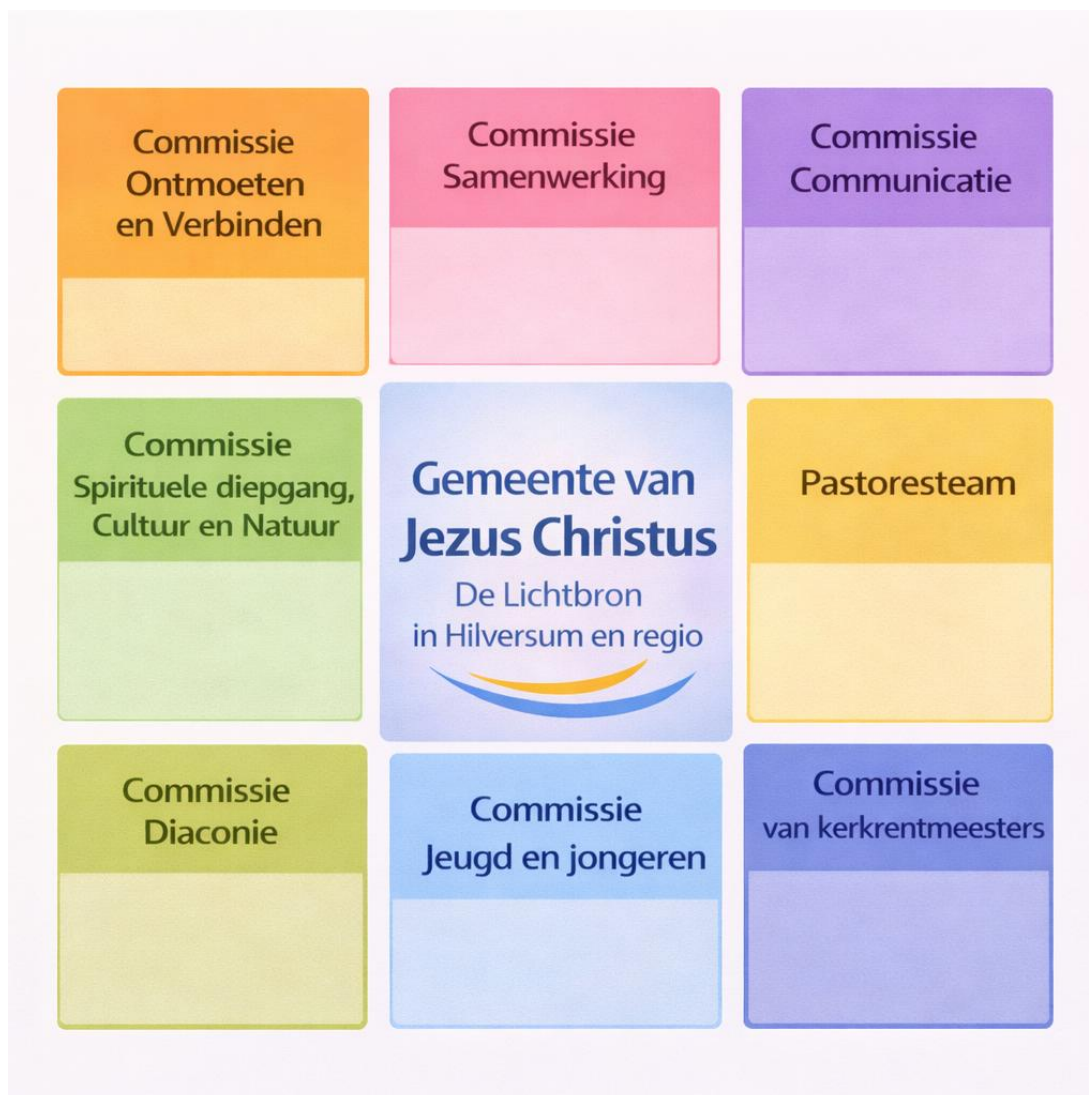 Commissie
Ontmoeten
en Verbinden
Commissie
Samenwerking
Commissie
Communicatie
Commissie
Spirituele diepgang,
Cultuur en Natuur
Gemeente van
Jezus Christus
De Lichtbron
in Hilversum en regio
Pastoresteam
Commissie
Diaconie
Commissie
Jeugd en jongeren
Commissie
van kerkrentmeesters